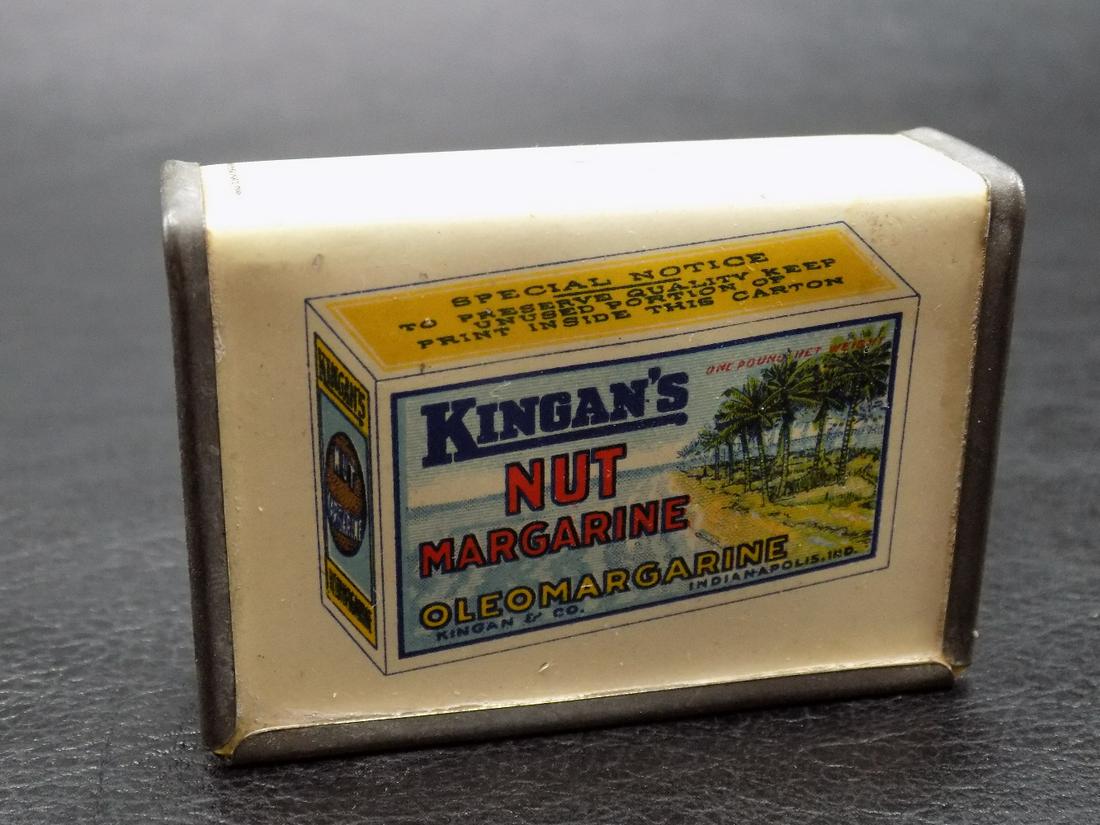 SPECIAL NOTICE
TO PRESERVE QUALITY KEEP
UNUSED PORTION OF
PRINT INSIDE THIS CARTON
KINGAN'S
ONE POUND NET WEIGHT
KINGAN'S
NUT
MARGARINE
OLEOMARGARINE
KINGAN & CO.
INDIANAPOLIS, IND.
NUT